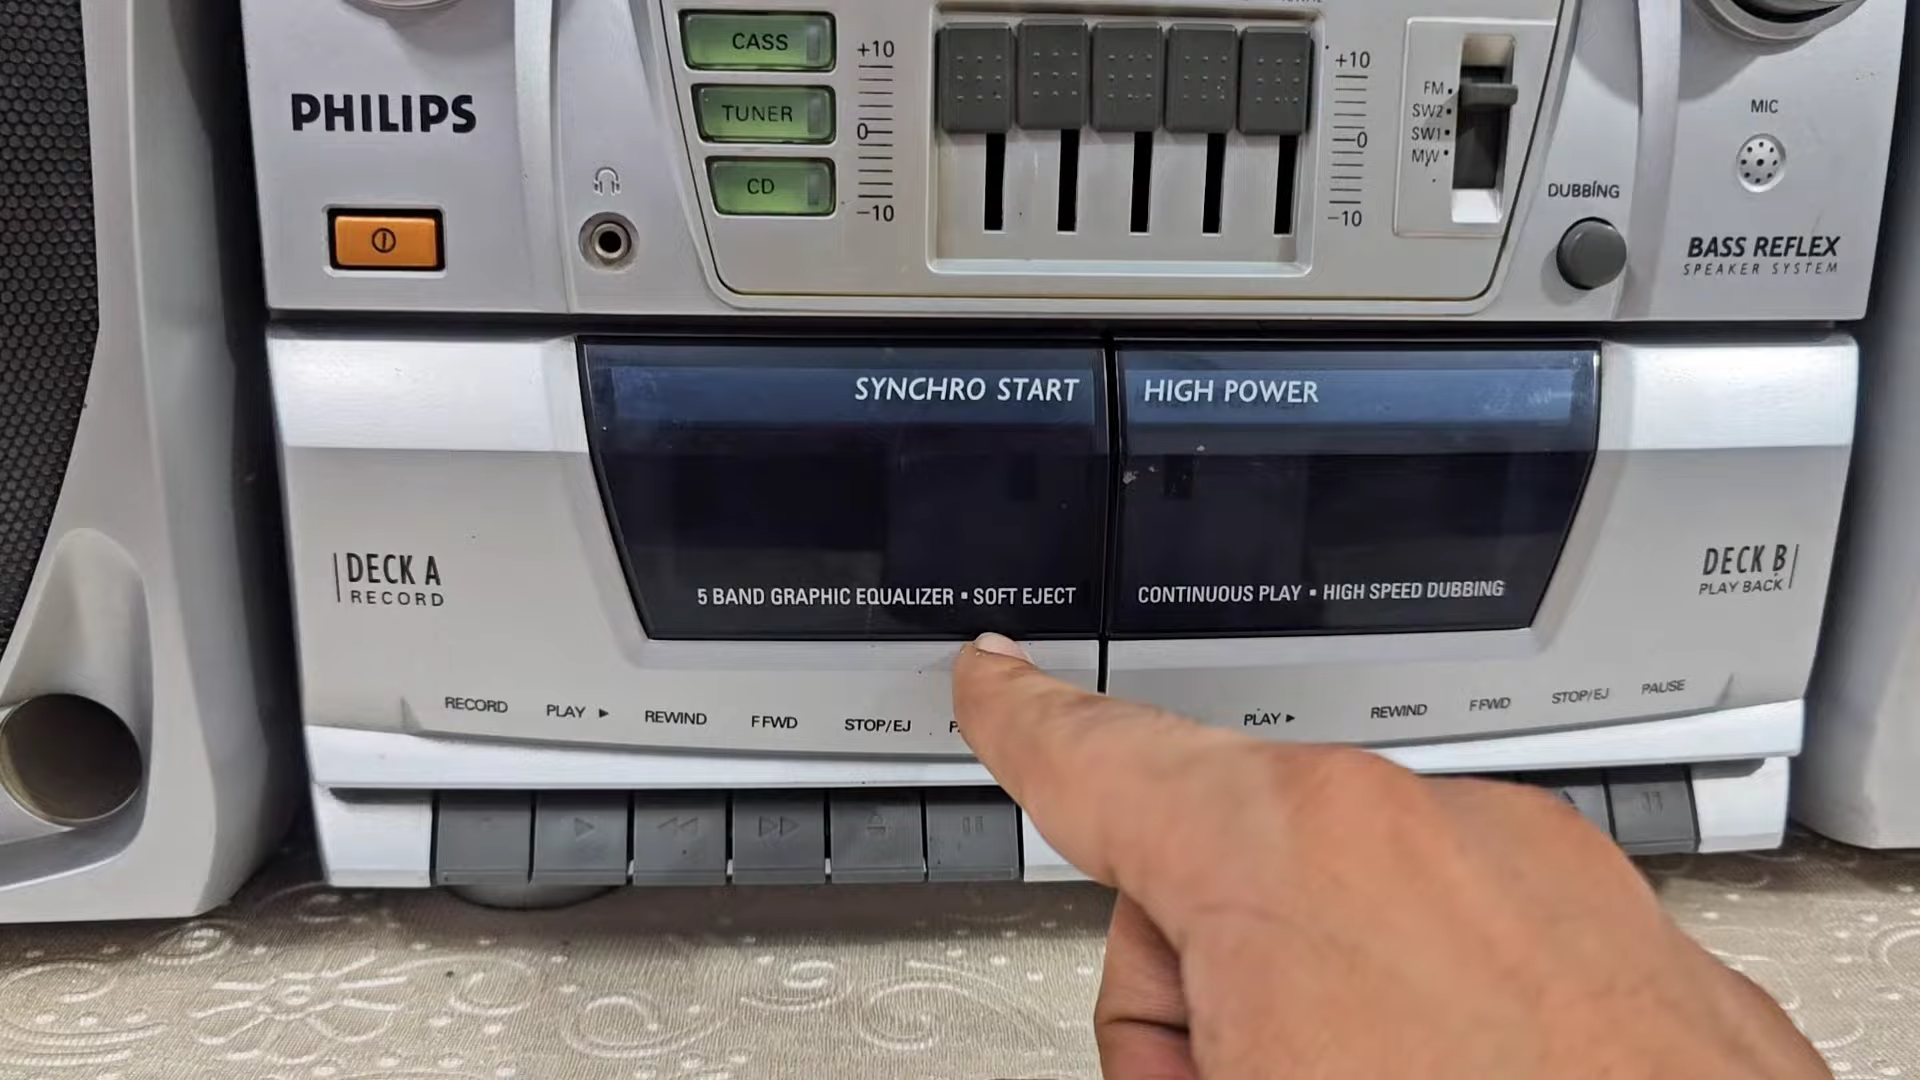 CASS
TUNER
CD
+10
0
-10
+10
0
-10
FM
SW2
SW1
MW
MIC
DUBBING
PHILIPS
BASS REFLEX
SPEAKER SYSTEM
SYNCHRO START
HIGH POWER
5 BAND GRAPHIC EQUALIZER ▪ SOFT EJECT
CONTINUOUS PLAY ▪ HIGH SPEED DUBBING
DECK A
RECORD
DECK B
PLAY BACK
RECORD PLAY ► REWIND F FWD STOP/EJ
PLAY ► REWIND F FWD STOP/EJ PAUSE